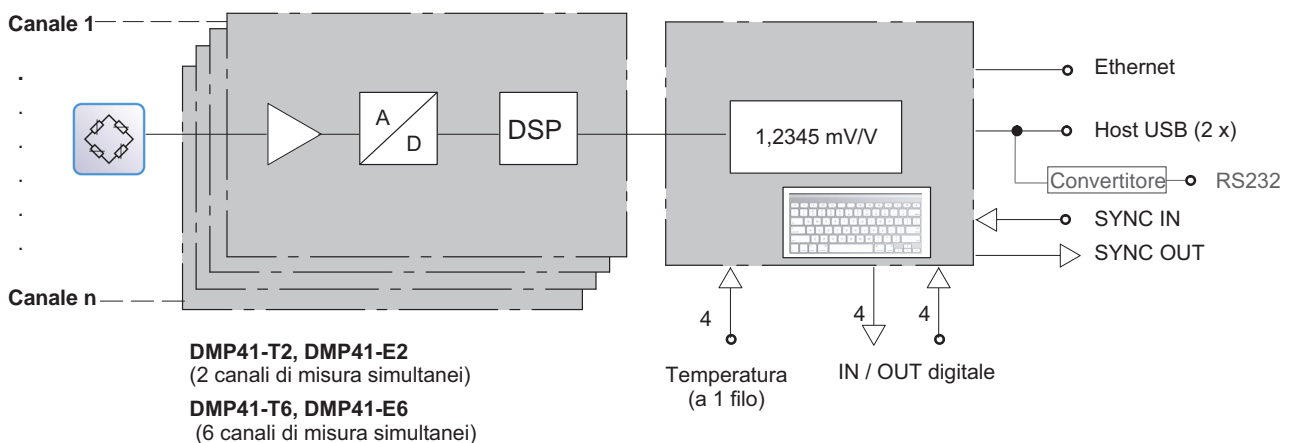 Canale 1
Canale n
A
D
DSP
1,2345 mV/V
Ethernet
Host USB (2 x)
Convertitore
RS232
SYNC IN
SYNC OUT
4
4
4
Temperatura
(a 1 filo)
IN / OUT digitale
DMP41-T2, DMP41-E2
(2 canali di misura simultanei)
DMP41-T6, DMP41-E6
(6 canali di misura simultanei)